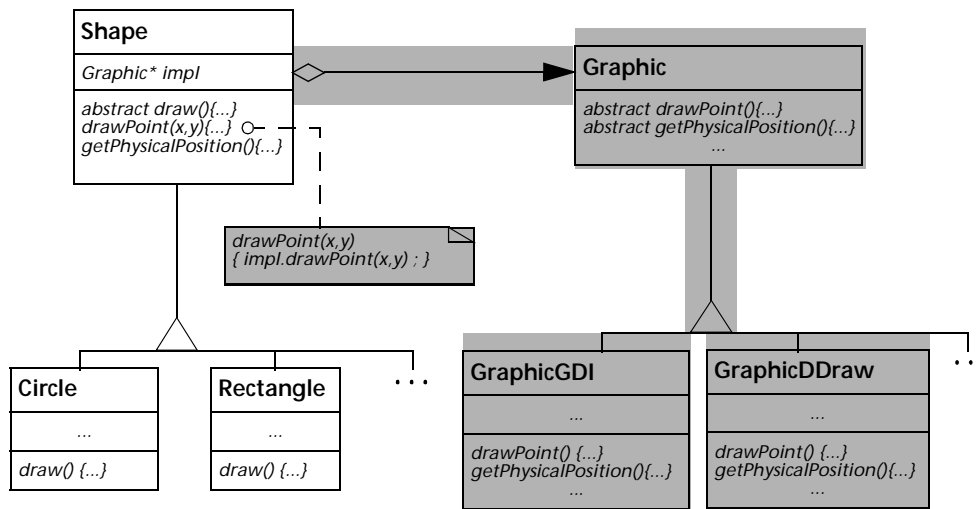 Shape
Graphic* impl
abstract draw(){...}
drawPoint(x,y){...}
getPhysicalPosition(){...}
Graphic
abstract drawPoint(){...}
abstract getPhysicalPosition(){...}
...
drawPoint(x,y)
{ impl.drawPoint(x,y) ; }
Circle
...
draw() {...}
Rectangle
...
draw() {...}
...
GraphicGDI
...
drawPoint() {...}
getPhysicalPosition(){...}
...
GraphicDDraw
...
drawPoint() {...}
getPhysicalPosition(){...}
...
..